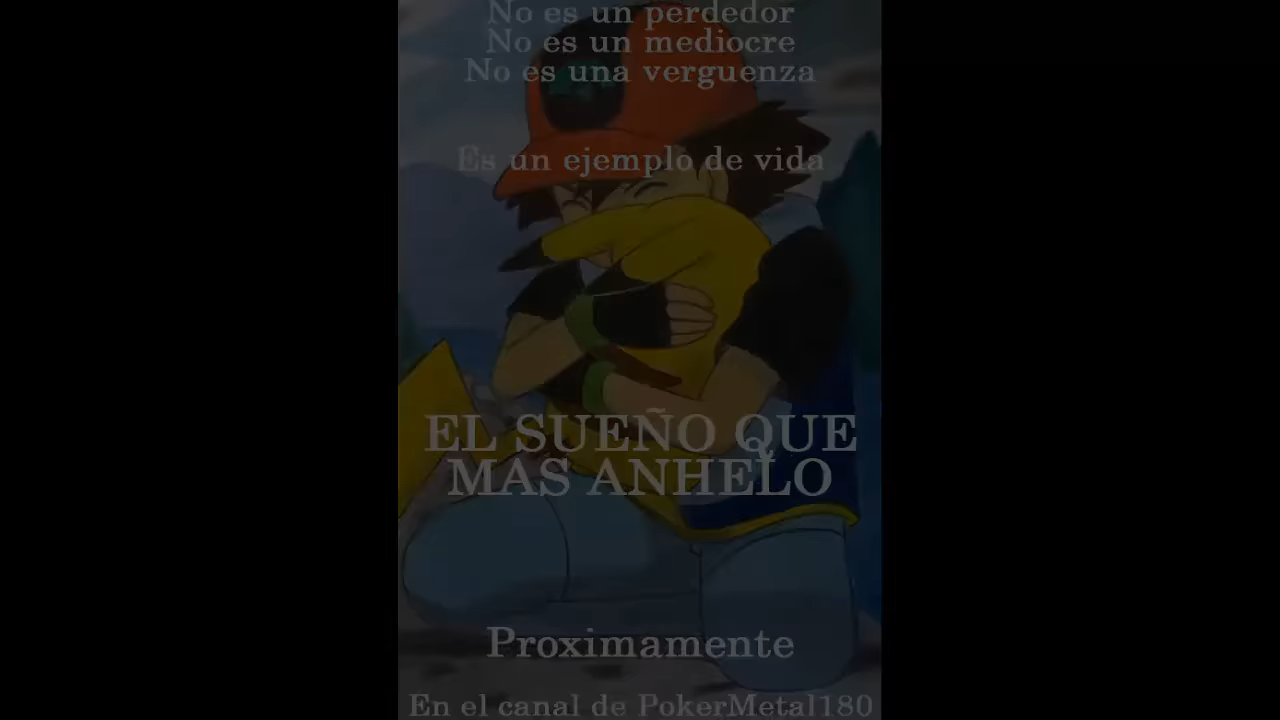 No es un perdedor
No es un mediocre
No es una verguenza
Es un ejemplo de vida
EL SUEÑO QUE
MAS ANHELO
Proximamente
En el canal de PokerMetal180